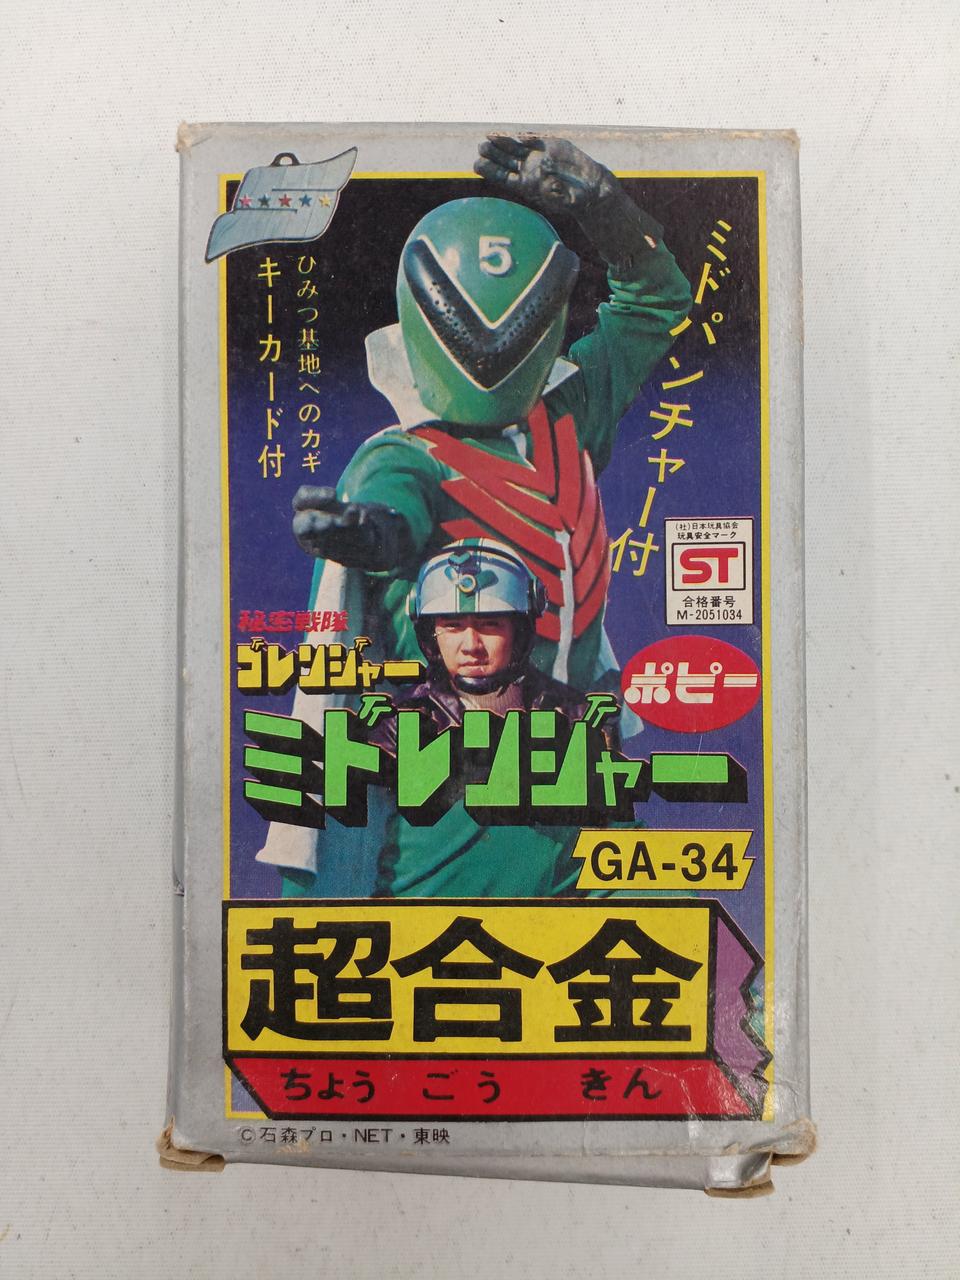 5
ミドパンチャー付
ひみつ基地へのカギ
キーカード付
(社)日本玩具協会
玩具安全マーク
ST
合格番号
M-2051034
秘密戦隊
ゴレンジャー
ポピー
ミドレンジャー
GA-34
超合金
ちょう ごう きん
©石森プロ・NET・東映